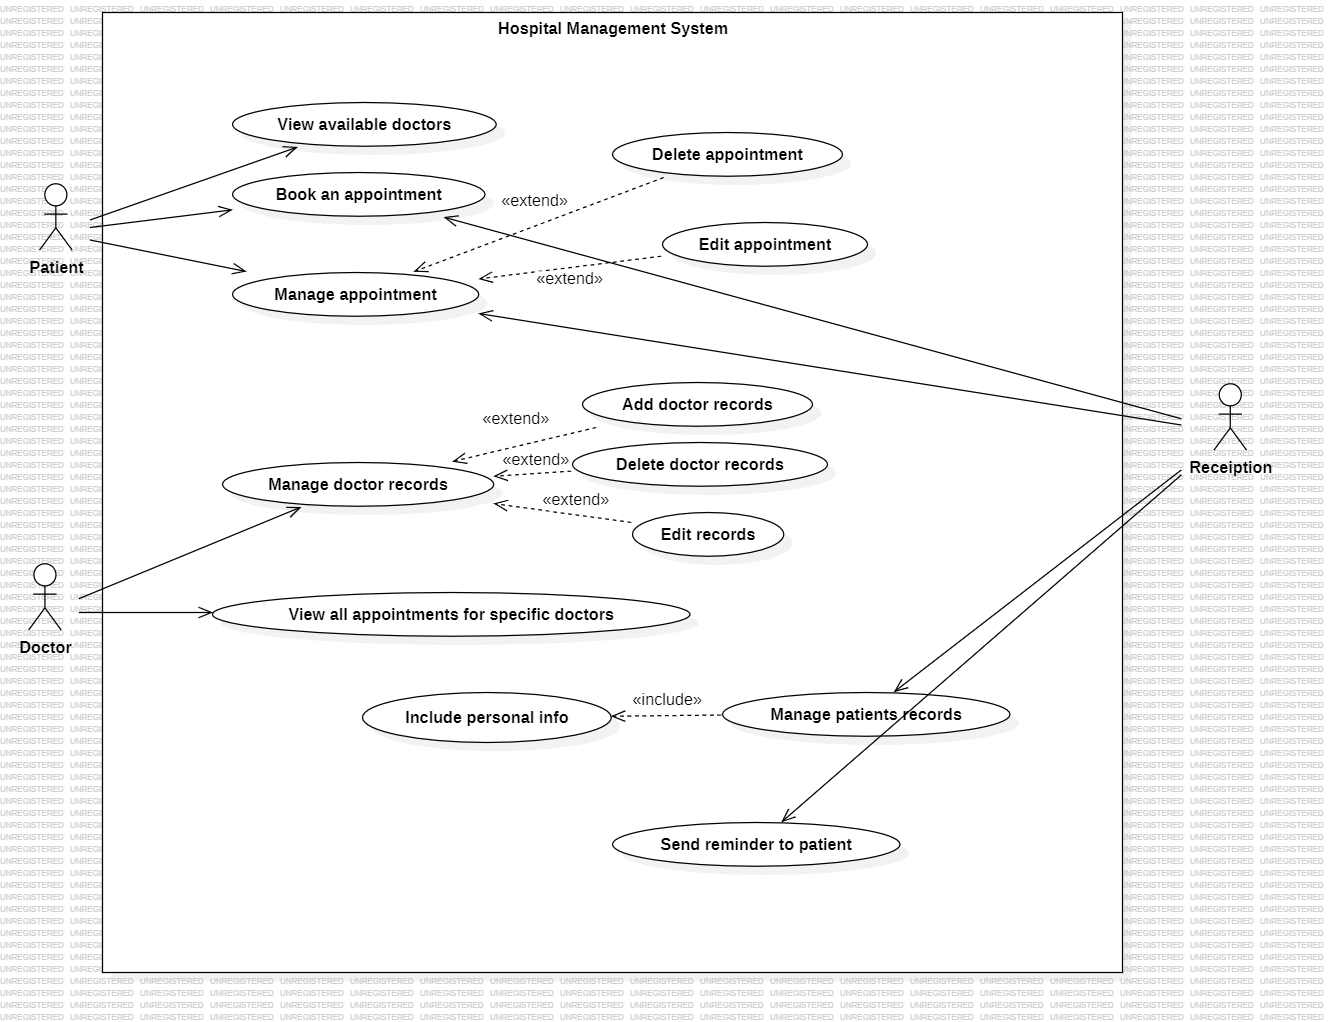 Hospital Management System
View available doctors
Delete appointment
Book an appointment
«extend»
Edit appointment
Patient
«extend»
Manage appointment
Add doctor records
«extend»
Delete doctor records
«extend»
Receiption
Manage doctor records
«extend»
Edit records
View all appointments for specific doctors
Doctor
«include»
Include personal info
Manage patients records
Send reminder to patient
UNREGISTERED